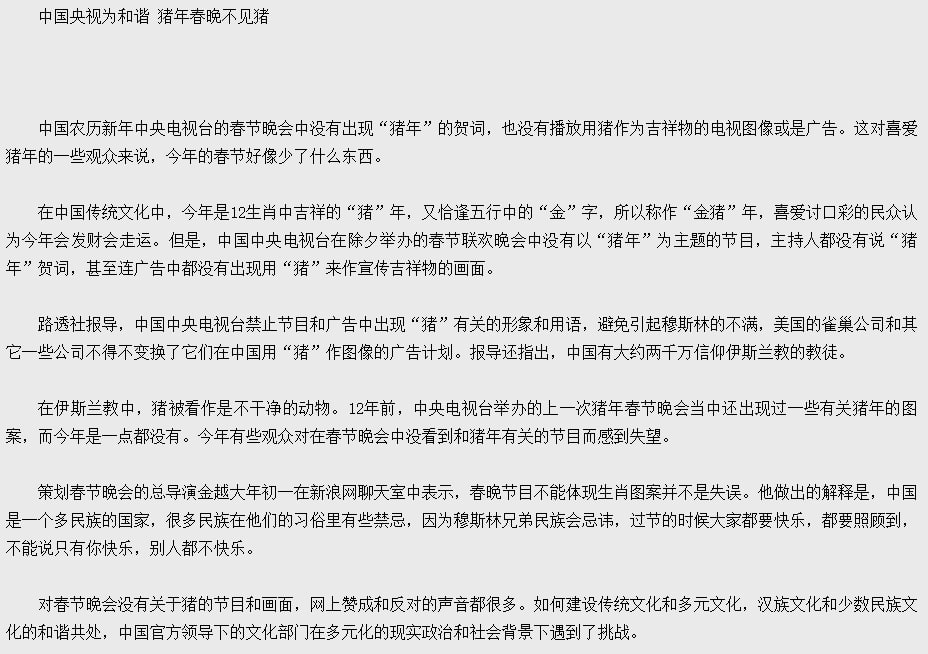 中国央视为和谐 猪年春晚不见猪
中国农历新年中央电视台的春节晚会中没有出现“猪年”的贺词，也没有播放用猪作为吉祥物的电视图像或是广告。这对喜爱
猪年的一些观众来说，今年的春节好像少了什么东西。
在中国传统文化中，今年是12生肖中吉祥的“猪”年，又恰逢五行中的“金”字，所以称作“金猪”年，喜爱讨口彩的民众认
为今年会发财会走运。但是，中国中央电视台在除夕举办的春节联欢晚会中没有以“猪年”为主题的节目，主持人都没有说“猪
年”贺词，甚至连广告中都没有出现用“猪”来作宣传吉祥物的画面。
路透社报导，中国中央电视台禁止节目和广告中出现“猪”有关的形象和用语，避免引起穆斯林的不满，美国的雀巢公司和其
它一些公司不得不变换了它们在中国用“猪”作图像的广告计划。报导还指出，中国有大约两千万信仰伊斯兰教的教徒。
在伊斯兰教中，猪被看作是不干净的动物。12年前，中央电视台举办的上一次猪年春节晚会当中还出现过一些有关猪年的图
案，而今年是一点都没有。今年有些观众对在春节晚会中没看到和猪年有关的节目而感到失望。
策划春节晚会的总导演金越大年初一在新浪网聊天室中表示，春晚节目不能体现生肖图案并不是失误。他做出的解释是，中国
是一个多民族的国家，很多民族在他们的习俗里有些禁忌，因为穆斯林兄弟民族会忌讳，过节的时候大家都要快乐，都要照顾到，
不能说只有你快乐，别人都不快乐。
对春节晚会没有关于猪的节目和画面，网上赞成和反对的声音都很多。如何建设传统文化和多元文化，汉族文化和少数民族文
化的和谐共处，中国官方领导下的文化部门在多元化的现实政治和社会背景下遇到了挑战。